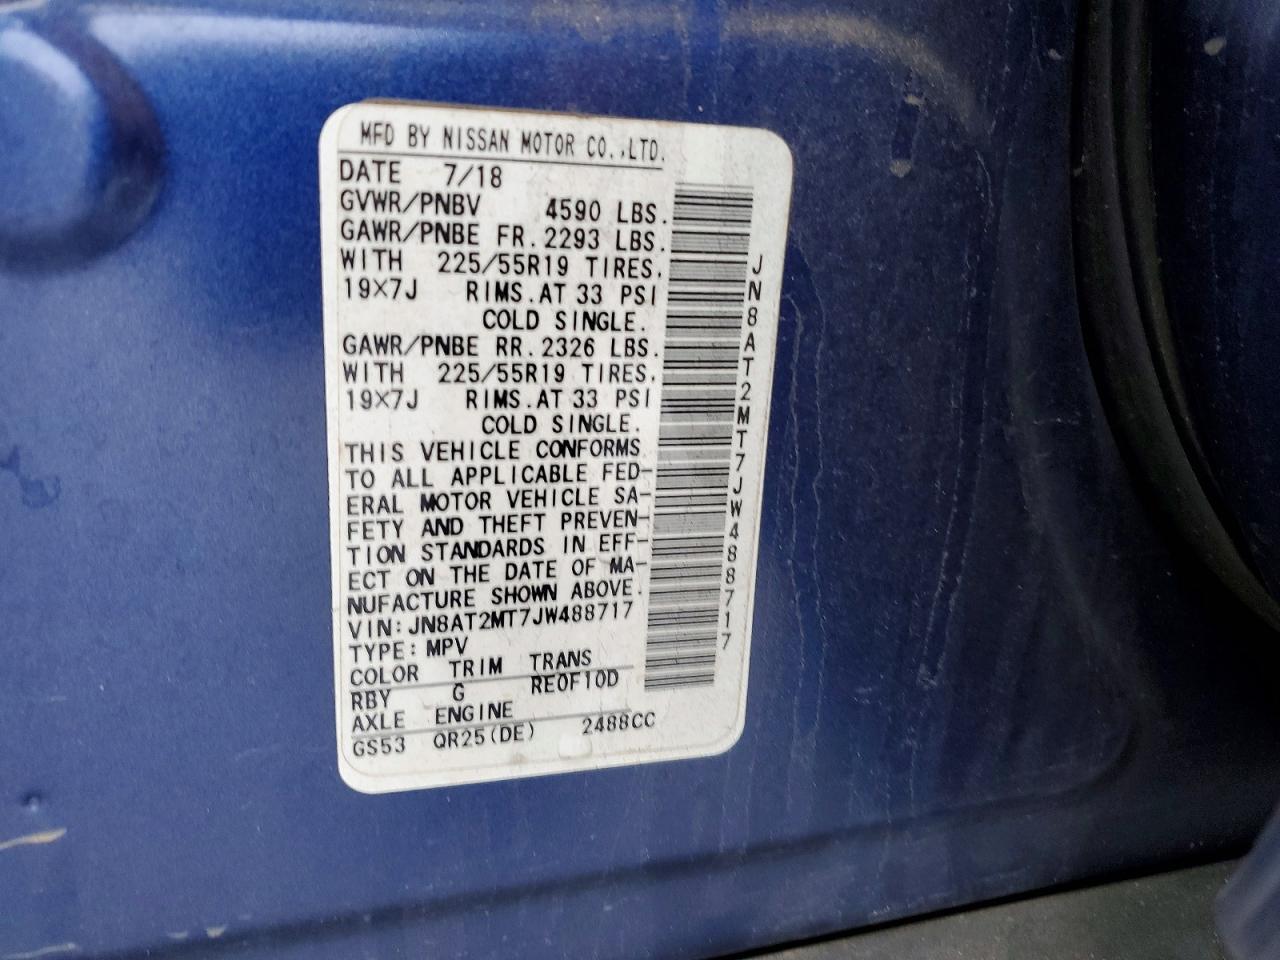 MFD BY NISSAN MOTOR CO.,LTD.
DATE 7/18
GVWR/PNBV 4590 LBS.
GAWR/PNBE FR. 2293 LBS.
WITH 225/55R19 TIRES.
19X7J RIMS. AT 33 PSI
COLD SINGLE.
GAWR/PNBE RR. 2326 LBS.
WITH 225/55R19 TIRES.
19X7J RIMS. AT 33 PSI
COLD SINGLE.
THIS VEHICLE CONFORMS
TO ALL APPLICABLE FED-
ERAL MOTOR VEHICLE SA-
FETY AND THEFT PREVEN-
TION STANDARDS IN EFF-
ECT ON THE DATE OF MA-
NUFACTURE SHOWN ABOVE.
VIN: JN8AT2MT7JW488717
TYPE: MPV
COLOR TRIM TRANS
RBY G RE0F10D
AXLE ENGINE
GS53 QR25(DE) 2488CC
JN8AT2MT7JW488717